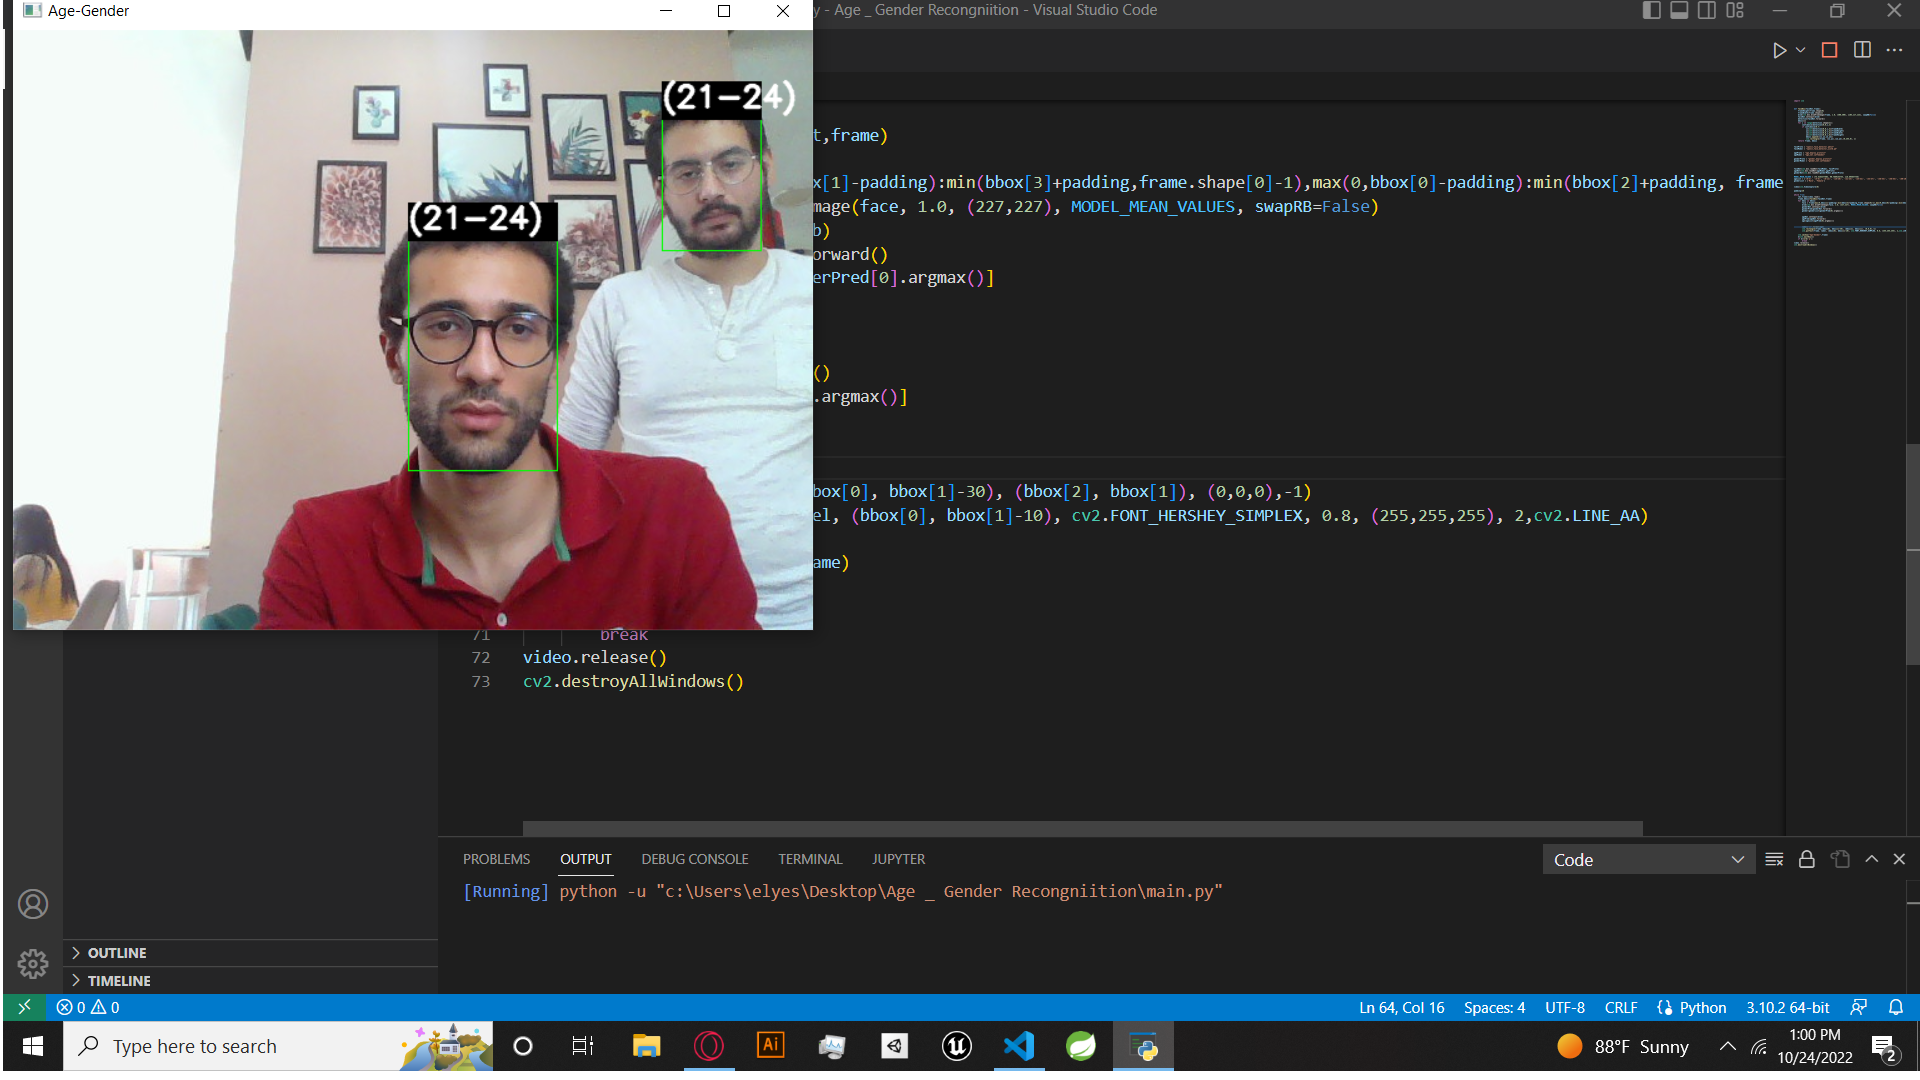 Age-Gender
y - Age _ Gender Recongniition - Visual Studio Code
(21-24)
(21-24)
t,frame)
x[1]-padding):min(bbox[3]+padding,frame.shape[0]-1),max(0,bbox[0]-padding):min(bbox[2]+padding, frame
mage(face, 1.0, (227,227), MODEL_MEAN_VALUES, swapRB=False)
b)
orward()
erPred[0].argmax()]
()
.argmax()]
box[0], bbox[1]-30), (bbox[2], bbox[1]), (0,0,0),-1)
el, (bbox[0], bbox[1]-10), cv2.FONT_HERSHEY_SIMPLEX, 0.8, (255,255,255), 2,cv2.LINE_AA)
ame)
71 break
72 video.release()
73 cv2.destroyAllWindows()
PROBLEMS OUTPUT DEBUG CONSOLE TERMINAL JUPYTER Code
[Running] python -u "c:\Users\elyes\Desktop\Age _ Gender Recongniition\main.py"
OUTLINE
TIMELINE
0 0 Ln 64, Col 16 Spaces: 4 UTF-8 CRLF Python 3.10.2 64-bit
Type here to search Ai 88°F Sunny 1:00 PM
10/24/2022 2